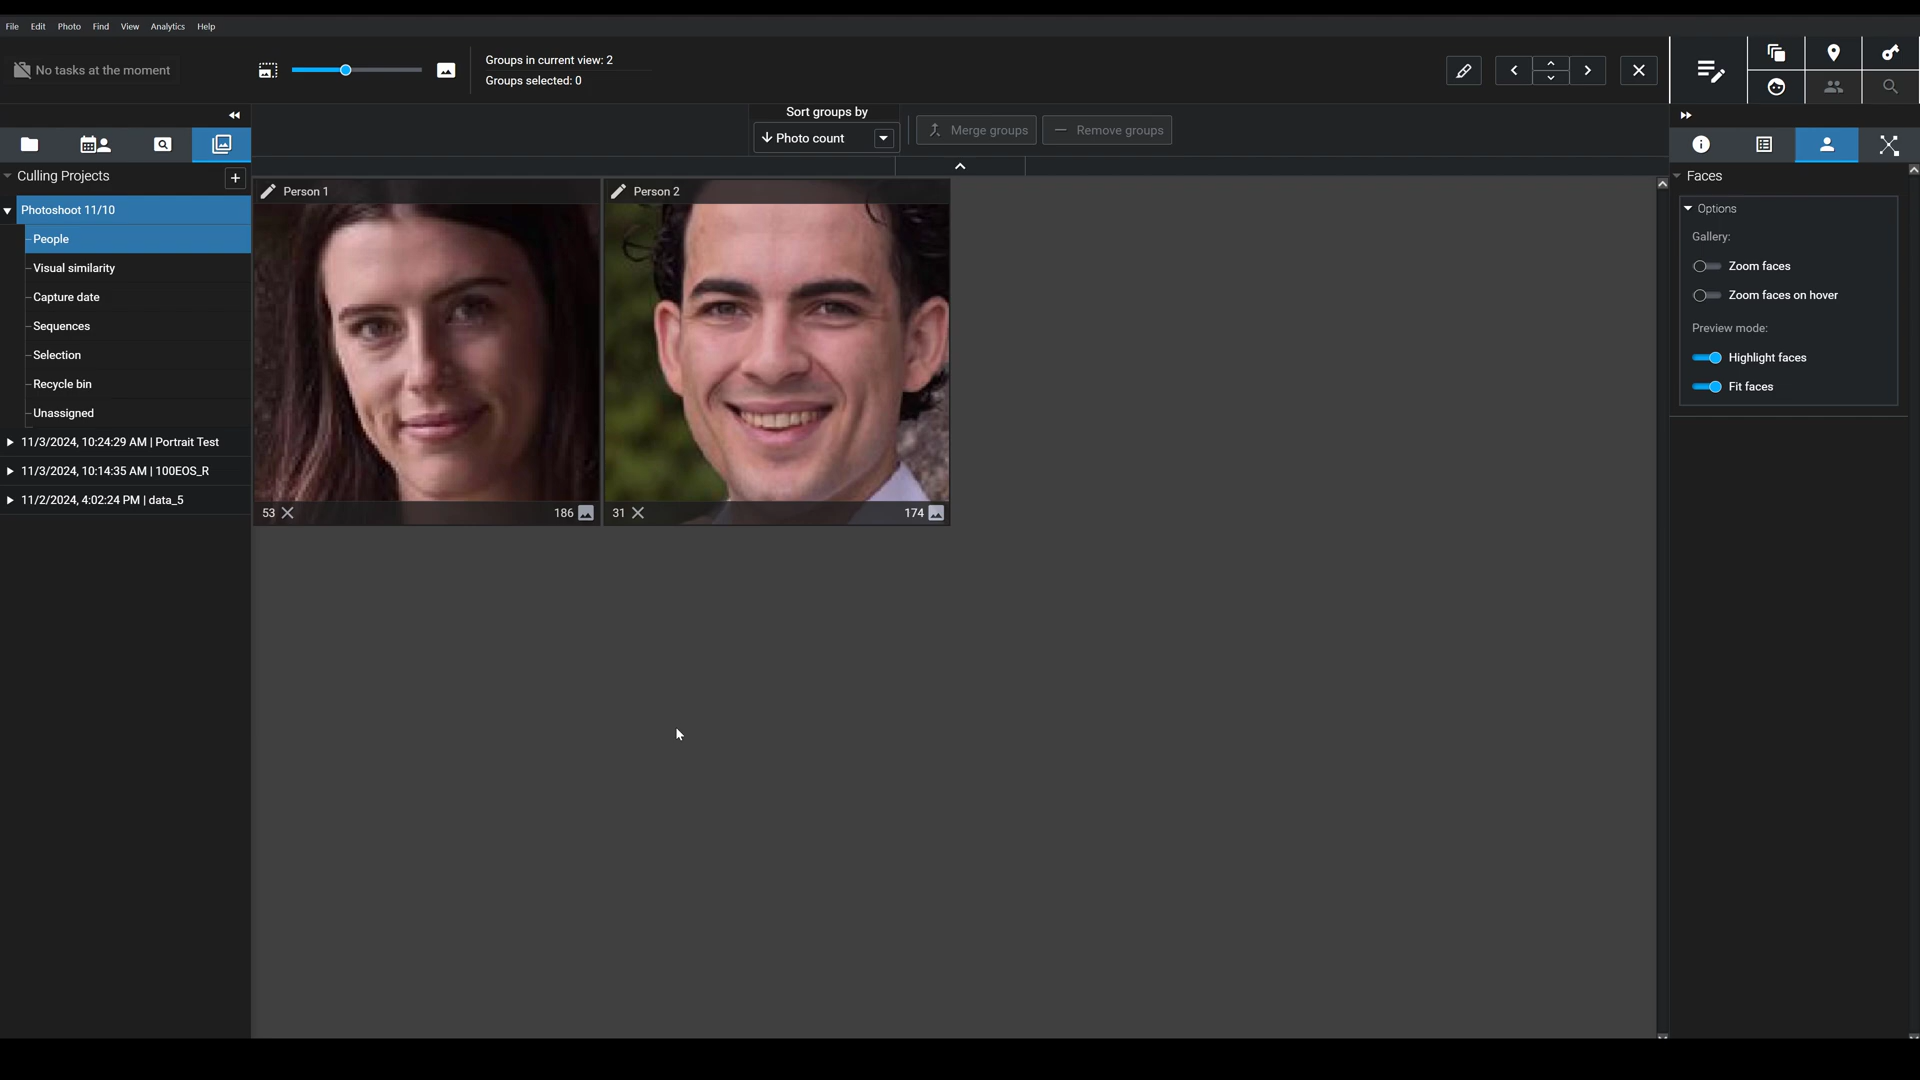 File Edit Photo Find View Analytics Help
No tasks at the moment
Groups in current view: 2
Groups selected: 0
Sort groups by
Photo count
Merge groups
Remove groups
Culling Projects
Photoshoot 11/10
People
Visual similarity
Capture date
Sequences
Selection
Recycle bin
Unassigned
11/3/2024, 10:24:29 AM | Portrait Test
11/3/2024, 10:14:35 AM | 100EOS_R
11/2/2024, 4:02:24 PM | data_5
Person 1
53
186
Person 2
31
174
Faces
Options
Gallery:
Zoom faces
Zoom faces on hover
Preview mode:
Highlight faces
Fit faces